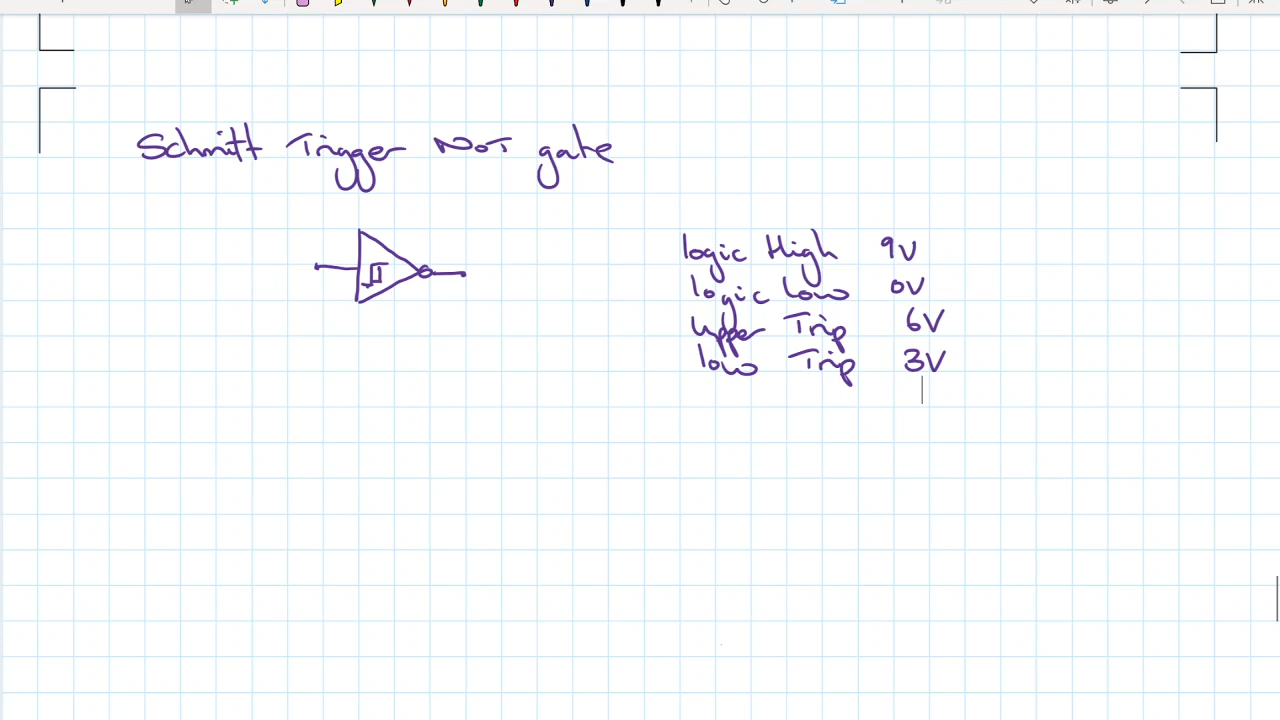 Schmitt Trigger NOT gate
logic High 9V
logic Low 0V
Upper Trip 6V
low Trip 3V